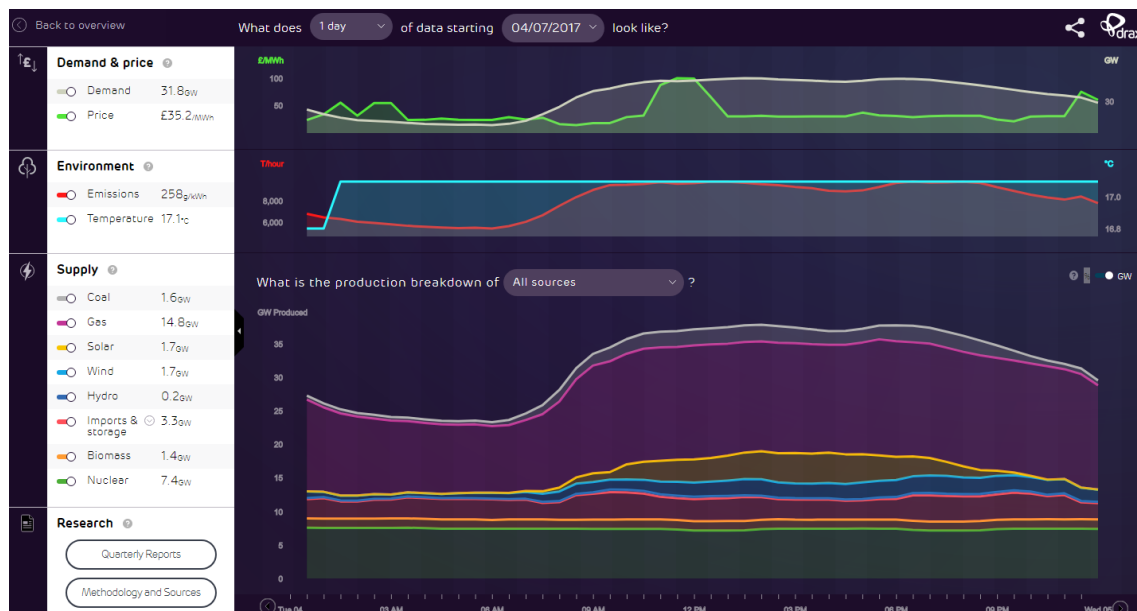 Back to overview
What does 1 day of data starting 04/07/2017 look like?
drax
Demand & price ?
Demand 31.8GW
Price £35.2/MWh
£/MWh
GW
100
60
30
Environment ?
Emissions 258g/kWh
Temperature 17.1°C
T/hour
°C
8,000
6,000
17.0
16.8
Supply ?
Coal 1.6GW
Gas 14.8GW
Solar 1.7GW
Wind 1.7GW
Hydro 0.2GW
Imports & storage 3.3GW
Biomass 1.4GW
Nuclear 7.4GW
What is the production breakdown of All sources ?
? % GW
GW Produced
35
30
25
20
15
10
5
0
Research ?
Quarterly Reports
Methodology and Sources
Tue 04 03 AM 06 AM 09 AM 12 PM 03 PM 06 PM 09 PM Wed 05